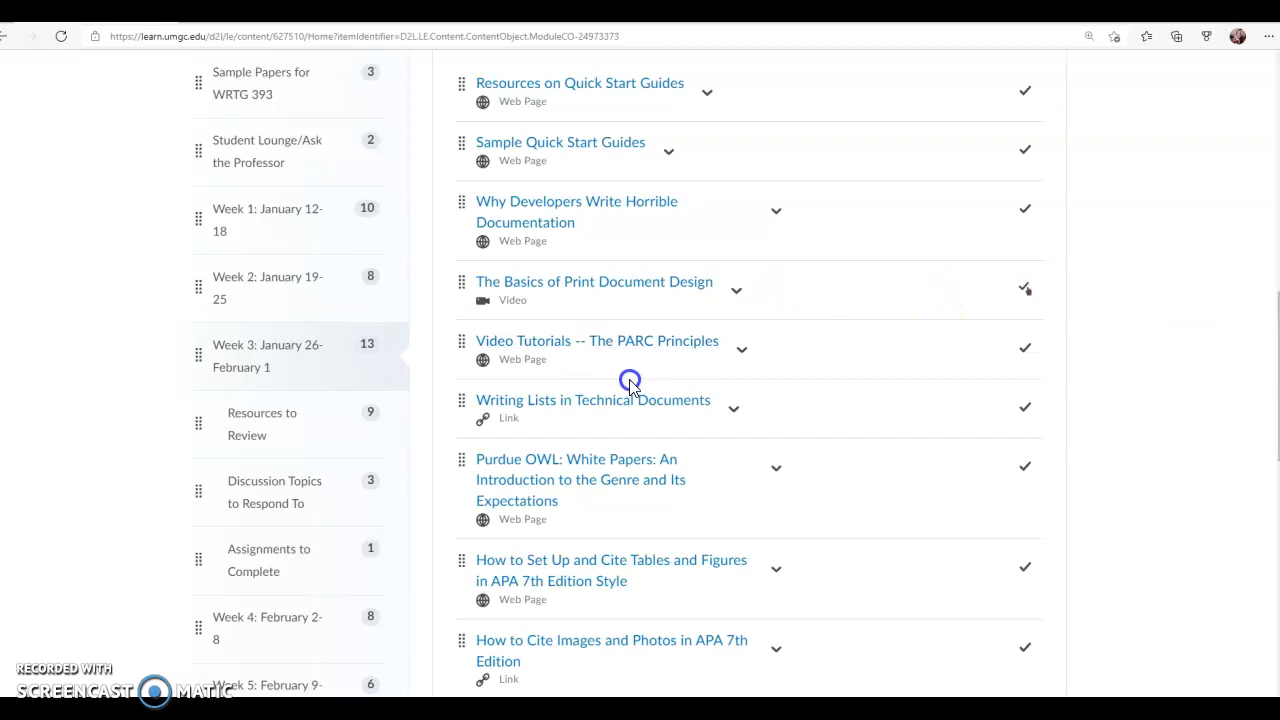 https://learn.umgc.edu/d2l/le/content/627510/Home?itemIdentifier=D2L.LE.Content.ContentObject.ModuleCO-24973373
Sample Papers for
WRTG 393
3
Student Lounge/Ask
the Professor
2
Week 1: January 12-
18
10
Week 2: January 19-
25
8
Week 3: January 26-
February 1
13
Resources to
Review
9
Discussion Topics
to Respond To
3
Assignments to
Complete
1
Week 4: February 2-
8
8
Week 5: February 9-
6
Resources on Quick Start Guides
Web Page
Sample Quick Start Guides
Web Page
Why Developers Write Horrible
Documentation
Web Page
The Basics of Print Document Design
Video
Video Tutorials -- The PARC Principles
Web Page
Writing Lists in Technical Documents
Link
Purdue OWL: White Papers: An
Introduction to the Genre and Its
Expectations
Web Page
How to Set Up and Cite Tables and Figures
in APA 7th Edition Style
Web Page
How to Cite Images and Photos in APA 7th
Edition
Link
RECORDED WITH
SCREENCAST MATIC